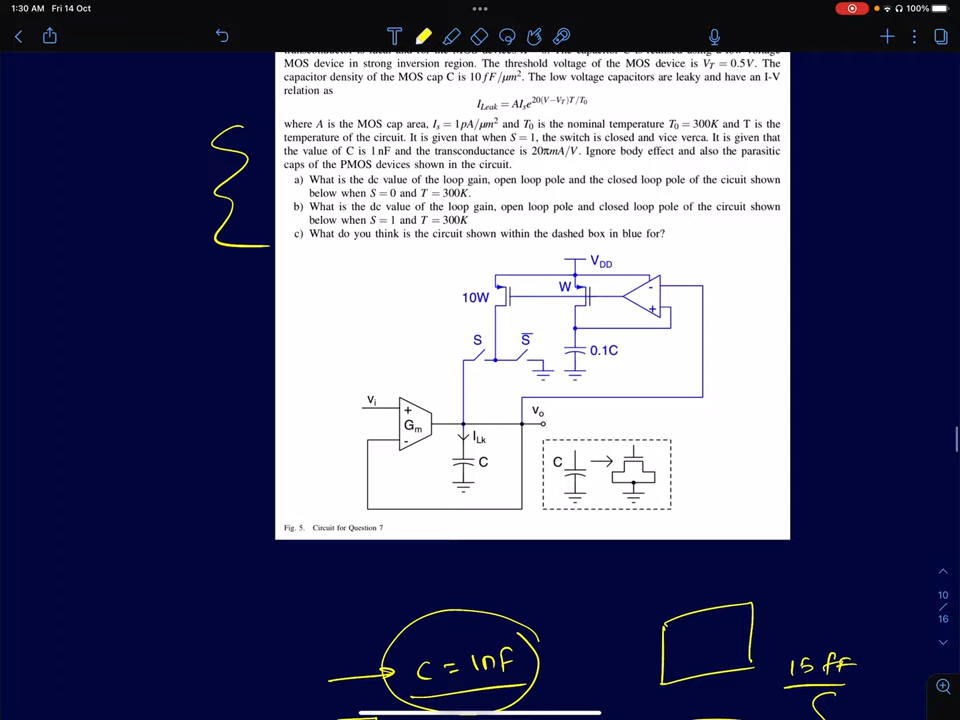 1:30 AM Fri 14 Oct
100%
MOS device in strong inversion region. The threshold voltage of the MOS device is V_T = 0.5V. The
capacitor density of the MOS cap C is 10 fF/μm². The low voltage capacitors are leaky and have an I-V
relation as
I_Leak = AI_s e^{20(V−V_T)T/T_0}
where A is the MOS cap area, I_s = 1pA/μm² and T_0 is the nominal temperature T_0 = 300K and T is the
temperature of the circuit. It is given that when S = 1, the switch is closed and vice verca. It is given that
the value of C is 1 nF and the transconductance is 20πmA/V. Ignore body effect and also the parasitic
caps of the PMOS devices shown in the circuit.
a) What is the dc value of the loop gain, open loop pole and the closed loop pole of the cicuit shown
below when S = 0 and T = 300K.
b) What is the dc value of the loop gain, open loop pole and closed loop pole of the circuit shown
below when S = 1 and T = 300K
c) What do you think is the circuit shown within the dashed box in blue for?
V_DD
10W
W
-
+
S
S̅
0.1C
v_i
+
G_m
-
v_o
I_Lk
C
C
Fig. 5. Circuit for Question 7
C = 1nF
15 fF
10
/
16